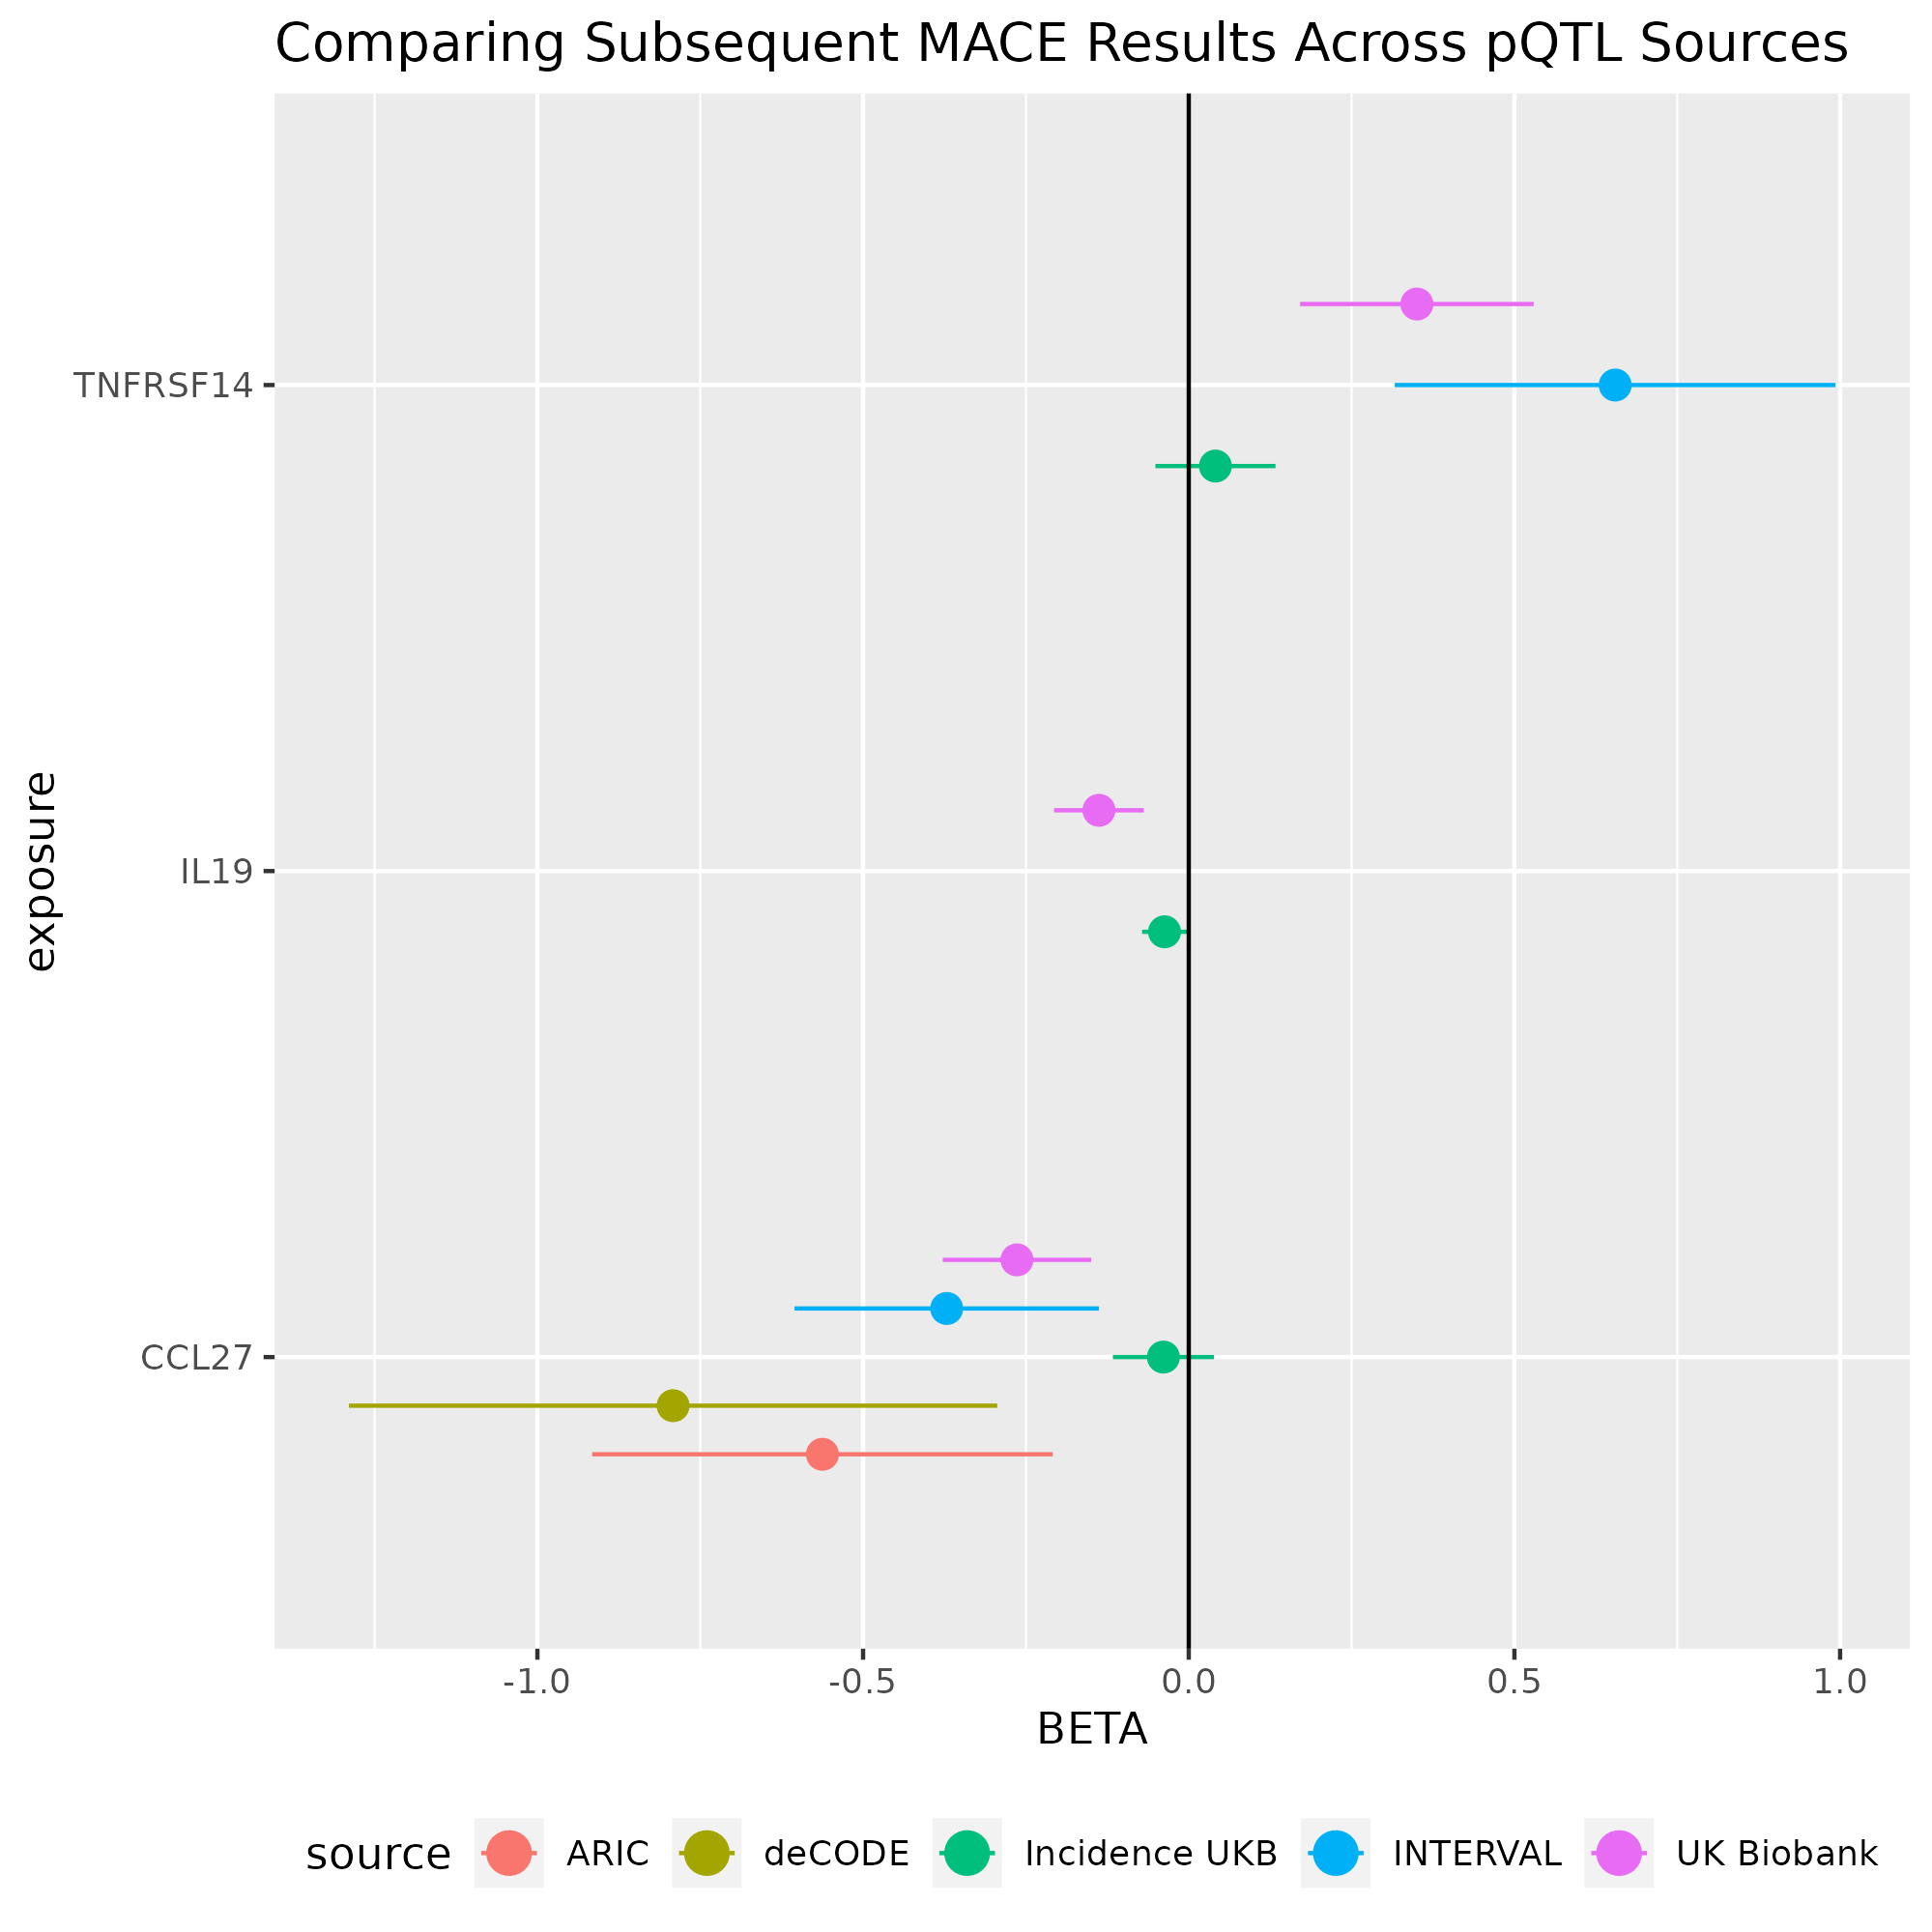 Comparing Subsequent MACE Results Across pQTL Sources
exposure
TNFRSF14
IL19
CCL27
-1.0 -0.5 0.0 0.5 1.0
BETA
source ARIC deCODE Incidence UKB INTERVAL UK Biobank